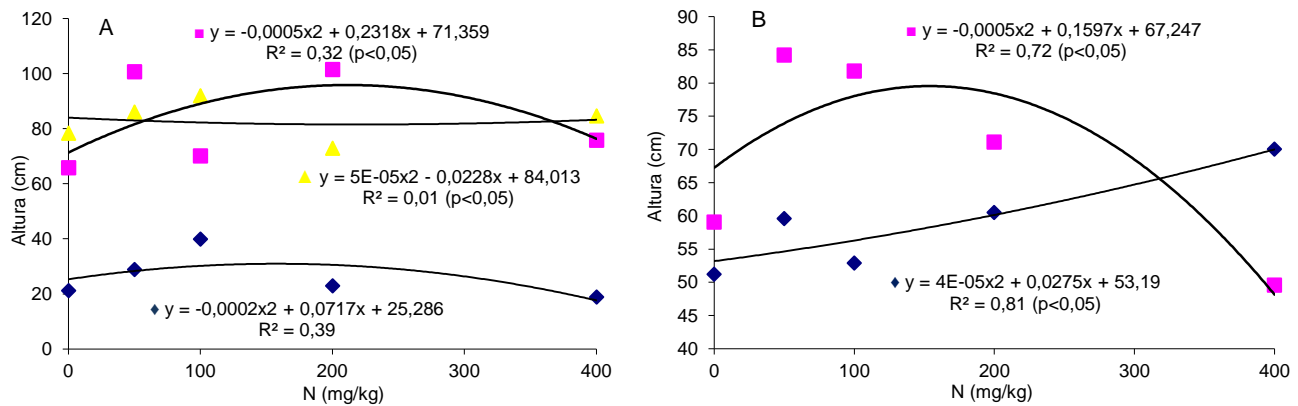 A
y = -0,0005x2 + 0,2318x + 71,359
R² = 0,32 (p<0,05)
y = 5E-05x2 - 0,0228x + 84,013
R² = 0,01 (p<0,05)
y = -0,0002x2 + 0,0717x + 25,286
R² = 0,39
Altura (cm)
120
100
80
60
40
20
0
0 100 200 300 400
N (mg/kg)
B
y = -0,0005x2 + 0,1597x + 67,247
R² = 0,72 (p<0,05)
y = 4E-05x2 + 0,0275x + 53,19
R² = 0,81 (p<0,05)
Altura (cm)
90
85
80
75
70
65
60
55
50
45
40
0 100 200 300 400
N (mg/kg)